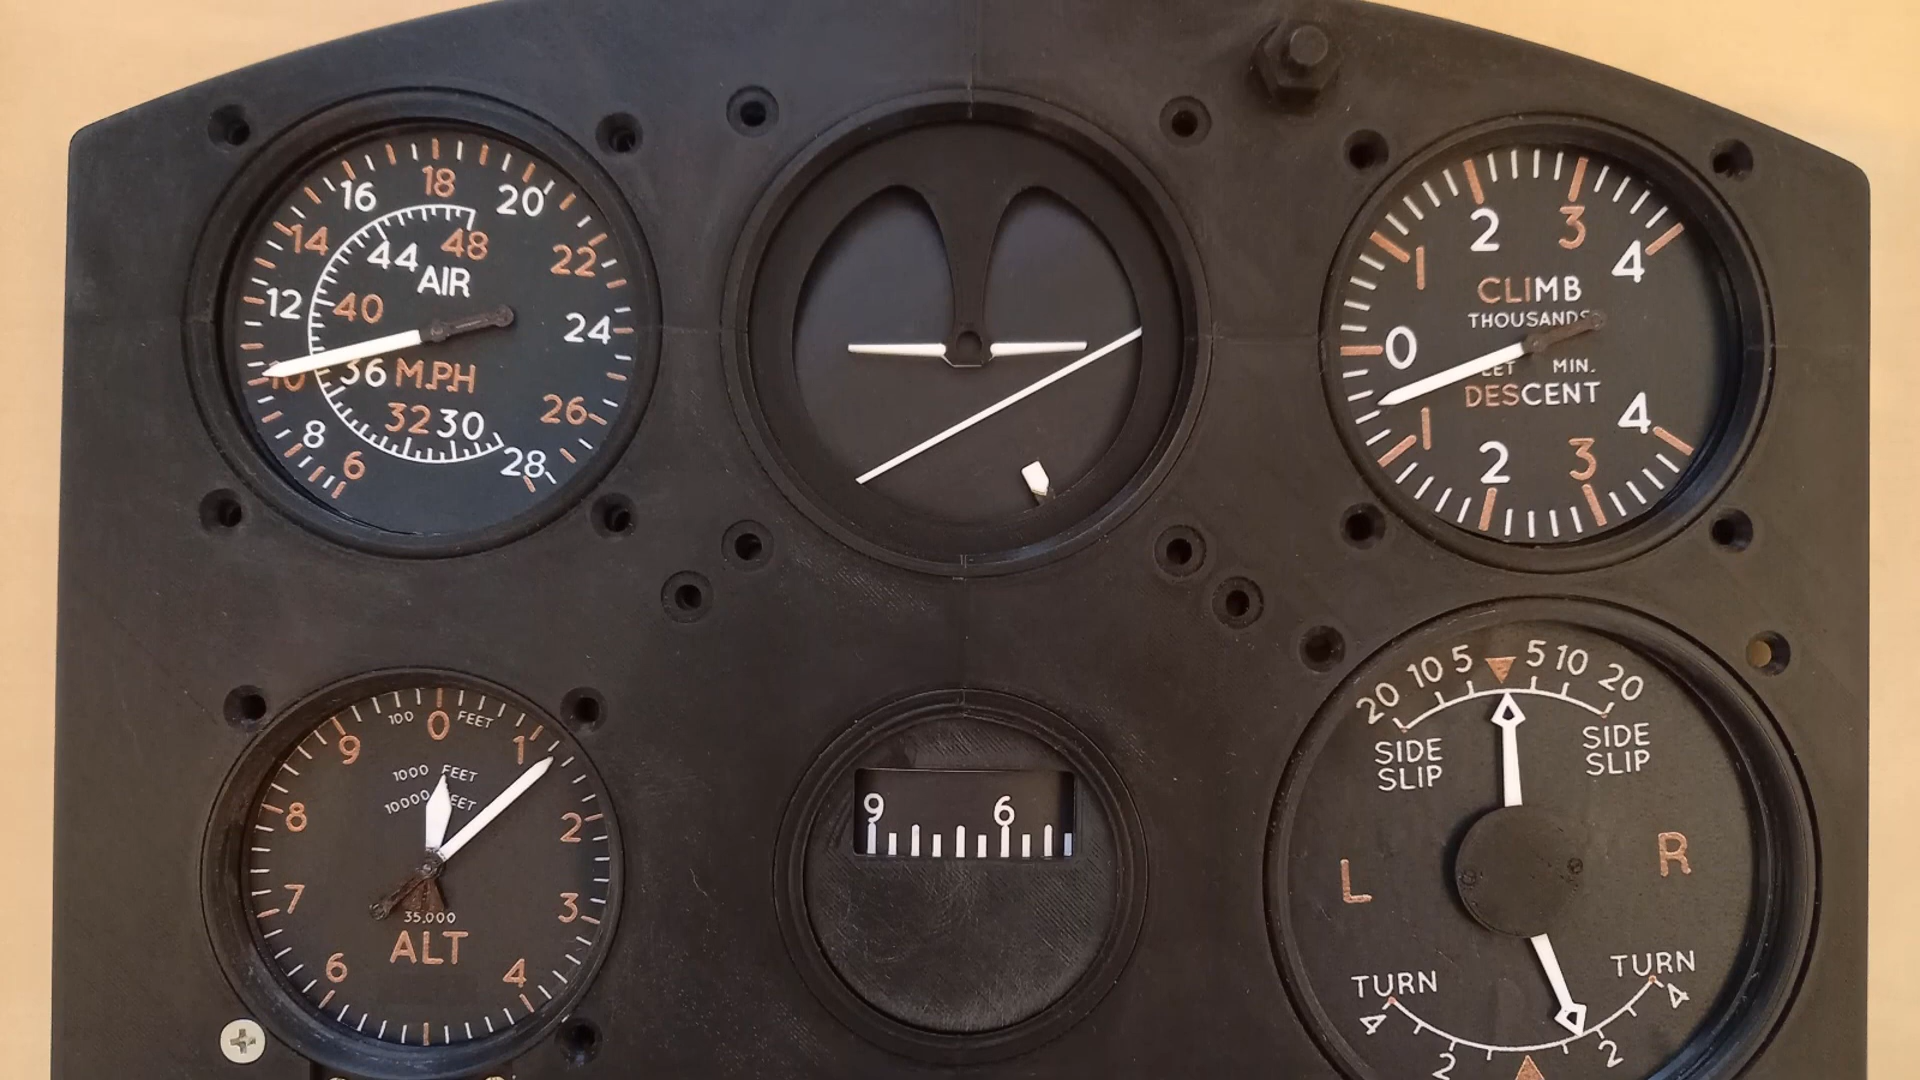 18
16 20
14 48 22
44 AIR
12 40 24
10 36 M.P.H
32 30 26
8 28
6
2 3
1 4
CLIMB
THOUSANDS
0
MIN.
DESCENT
1 4
2 3
100 0 FEET
9 1
1000 FEET
10000 FEET
8 2
7 3
35,000
ALT
6 4
9 6
20 10 5 5 10 20
SIDE SLIP
SIDE SLIP
L R
TURN TURN
4 4
2 2